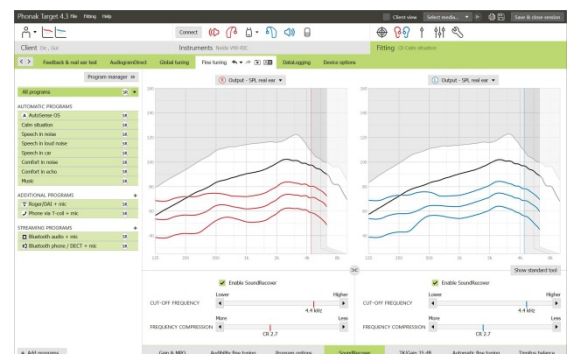 Phonak Target 4.3 File Fitting Help
Client view Select media... Save & close session
Connect
Client Instruments Fitting
Feedback & real ear test AudiogramDirect Global tuning Fine tuning DataLogging Device options
Program manager
All programs
AUTOMATIC PROGRAMS
AutoSense OS
Calm situation
Speech in noise
Speech in loud noise
Speech in car
Comfort in noise
Comfort in echo
Music
ADDITIONAL PROGRAMS
Roger/DAI + mic
Phone via T-coil + mic
STREAMING PROGRAMS
Bluetooth audio + mic
Bluetooth phone / DECT + mic
Output - SPL real ear
Output - SPL real ear
Show standard tool
Enable SoundRecover
Enable SoundRecover
Lower Higher
CUT-OFF FREQUENCY
4.4 kHz
More Less
FREQUENCY COMPRESSION
CR 2.7
Lower Higher
CUT-OFF FREQUENCY
4.4 kHz
More Less
FREQUENCY COMPRESSION
CR 2.7
+ Add programs
Gain & MPO Audibility fine tuning Program options SoundRecover Automatic fine tuning Tinnitus balance